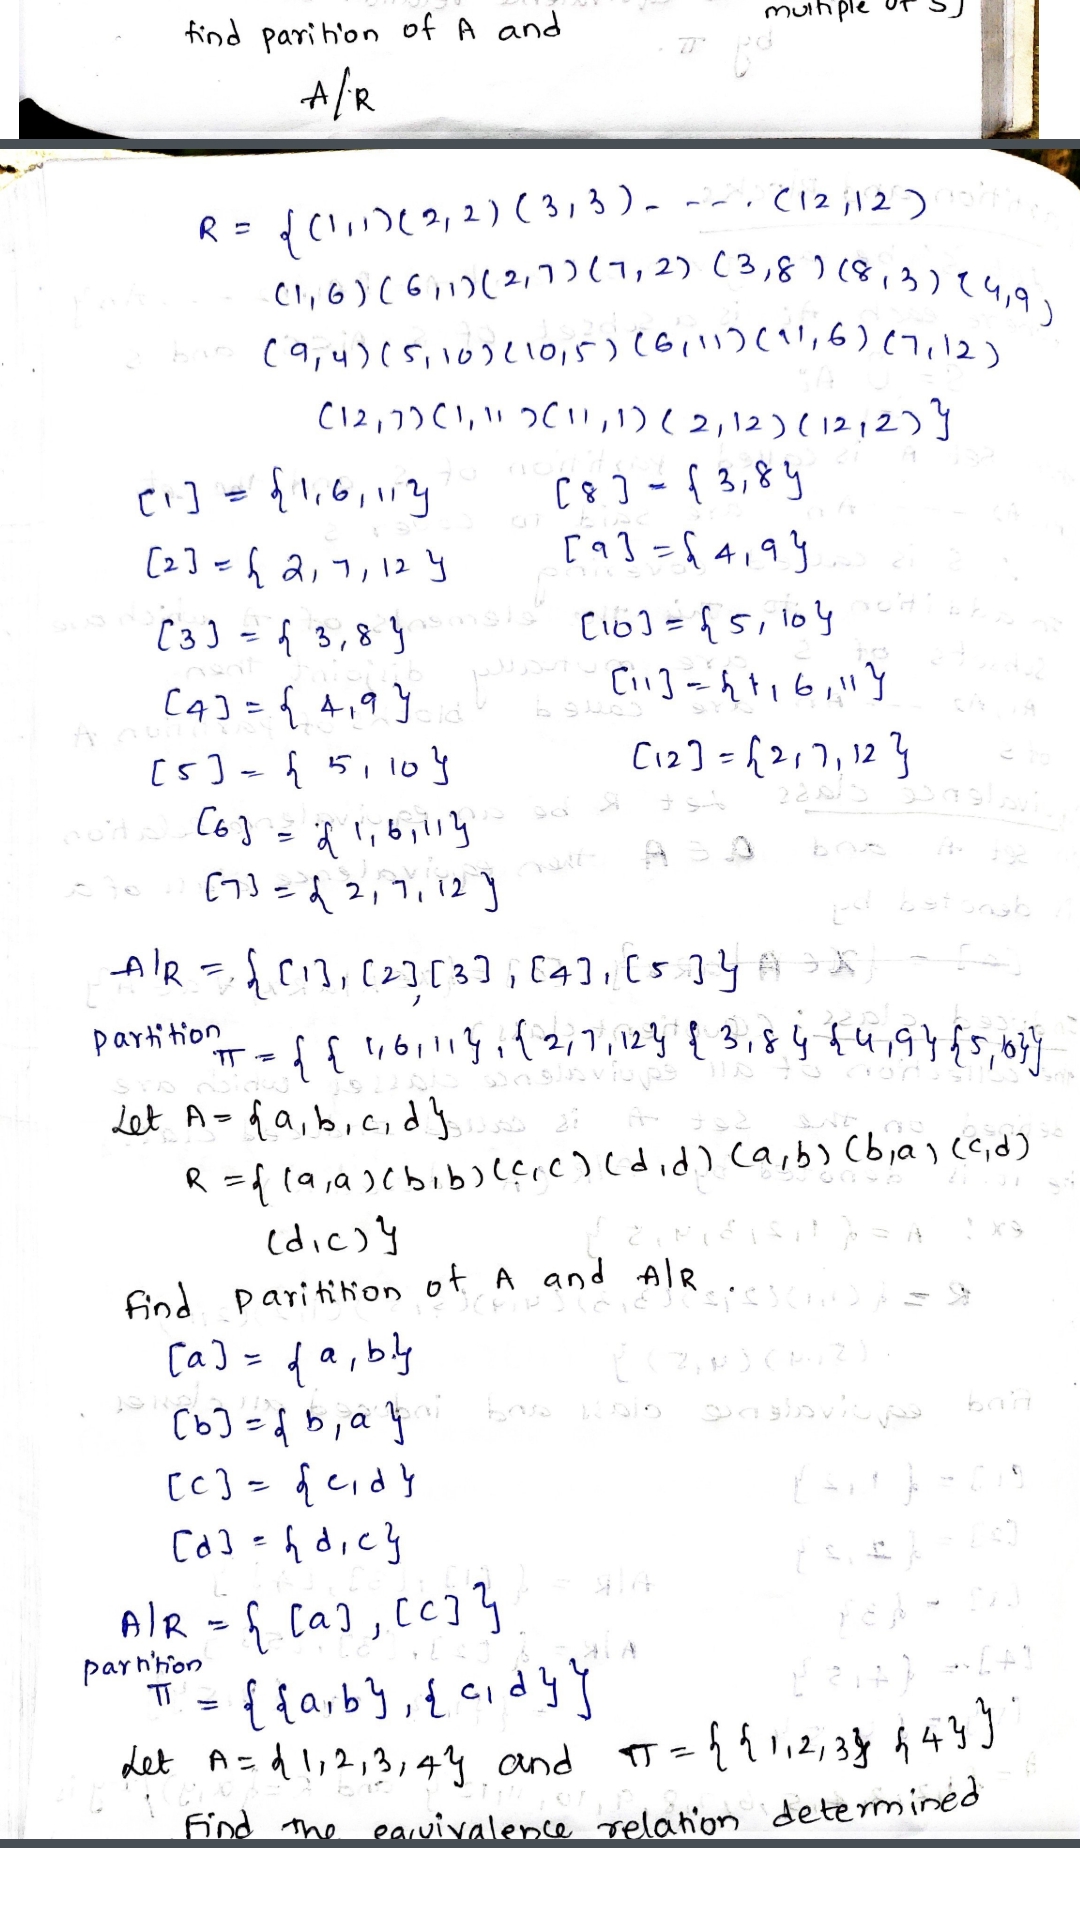 multiple of 5}
find parition of A and
A/R
R = {(1,1)(2,2)(3,3)- --- . (12,12)
(1,6)(6,1)(2,7)(7,2) (3,8)(8,3)(4,9)
(9,4)(5,10)(10,5)(6,11)(11,6)(7,12)
(12,7)(1,11)(11,1)(2,12)(12,2)}
[1] = {1,6,11}
[2] = {2,7,12}
[3] = {3,8}
[4] = {4,9}
[5] = {5,10}
[6] = {1,6,11}
[7] = {2,7,12}
[8] = {3,8}
[9] = {4,9}
[10] = {5,10}
[11] = {1,6,11}
[12] = {2,7,12}
A|R = {[1],[2],[3],[4],[5]}
partition π = {{1,6,11},{2,7,12}{3,8}{4,9}{5,10}}
Let A = {a,b,c,d}
R = {(a,a)(b,b)(c,c)(d,d)(a,b)(b,a)(c,d)
(d,c)}
find paritition of A and A|R .
[a] = {a,b}
[b] = {b,a}
[c] = {c,d}
[d] = {d,c}
A|R = {[a],[c]}
partition
π = {{a,b},{c,d}}
Let A = {1,2,3,4} and π = {{1,2,3}{4}}
Find the equivalence relation determined